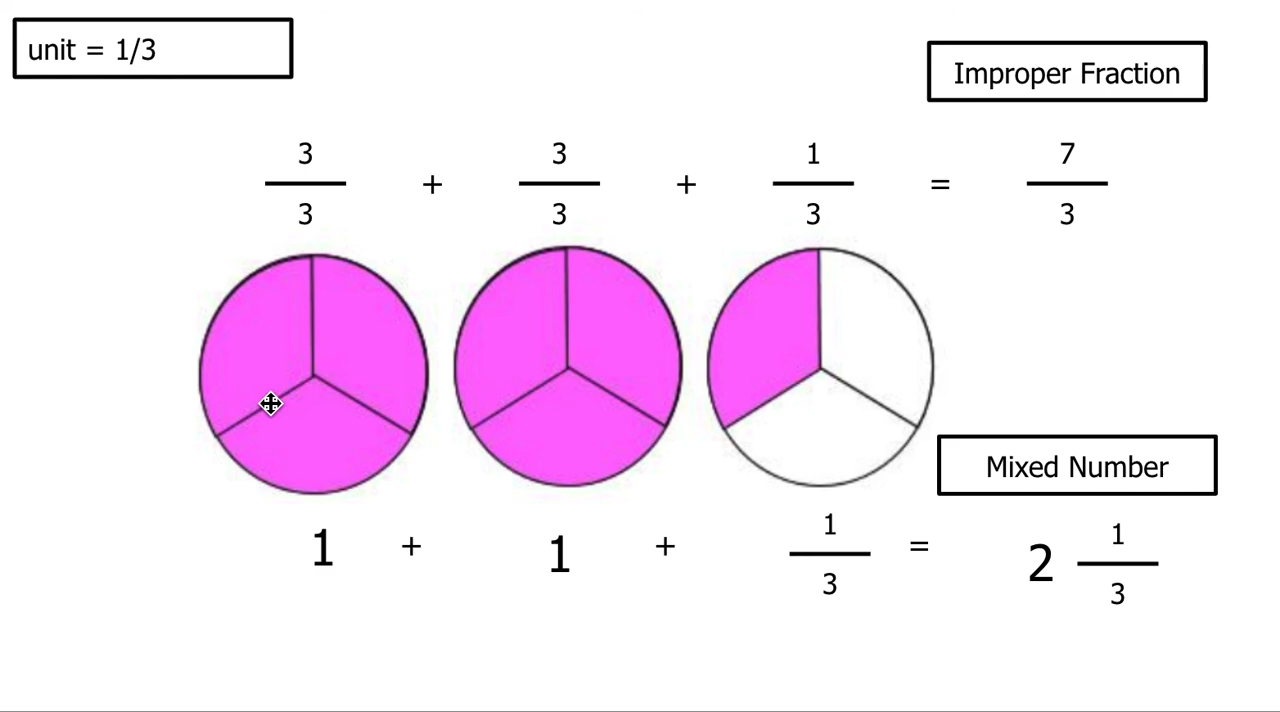 unit = 1/3
Improper Fraction
3/3 + 3/3 + 1/3 = 7/3
Mixed Number
1 + 1 + 1/3 = 2 1/3